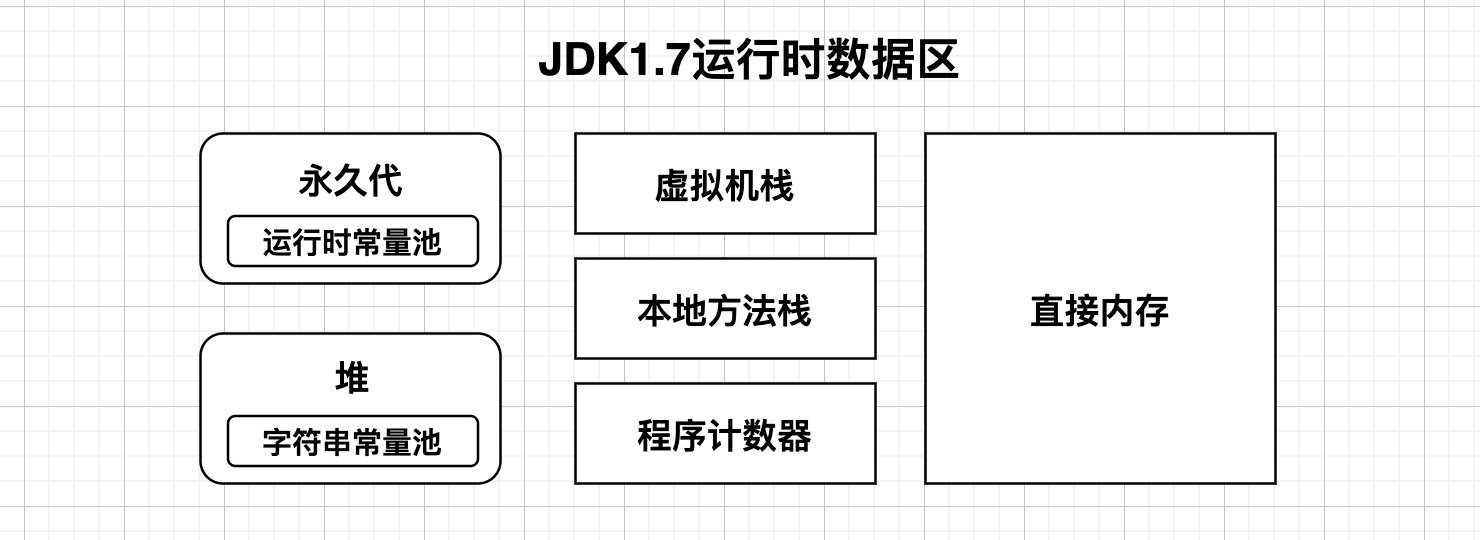 JDK1.7运行时数据区
永久代
运行时常量池
堆
字符串常量池
虚拟机栈
本地方法栈
程序计数器
直接内存